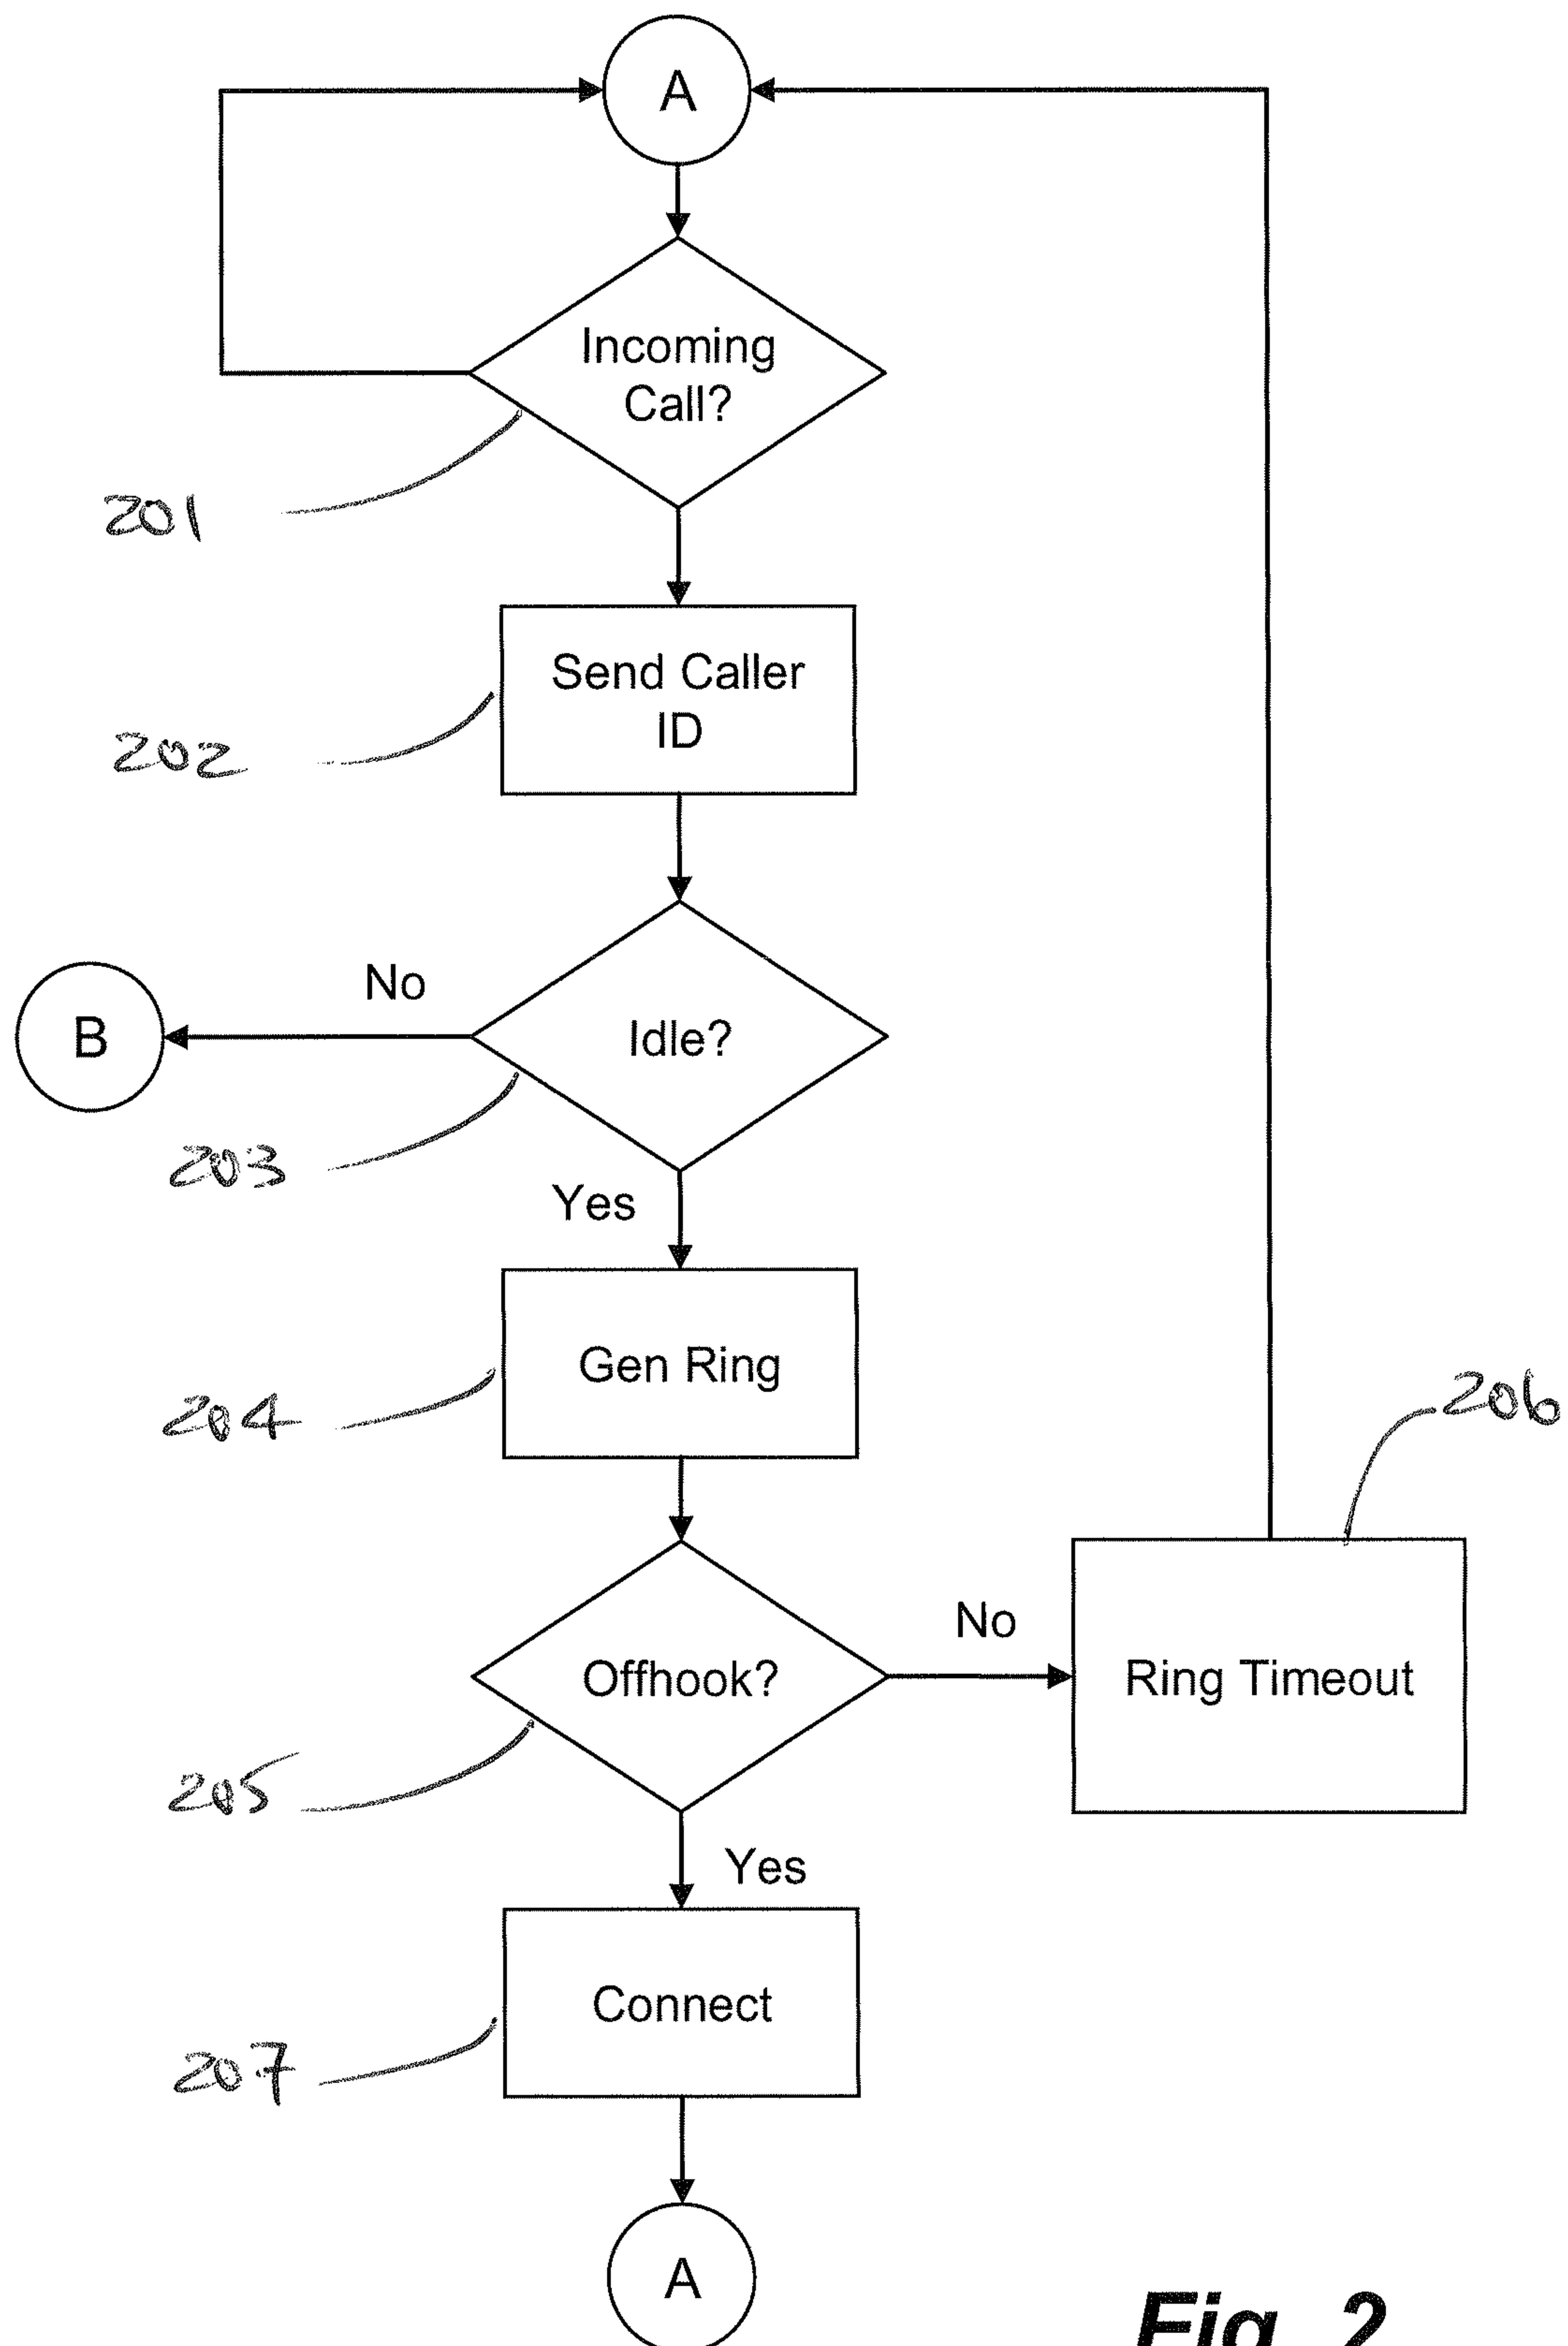 A
Incoming
Call?
201
Send Caller
ID
202
No
B
Idle?
203
Yes
Gen Ring
204
206
No
Offhook?
Ring Timeout
205
Yes
Connect
207
A
Fig. 2